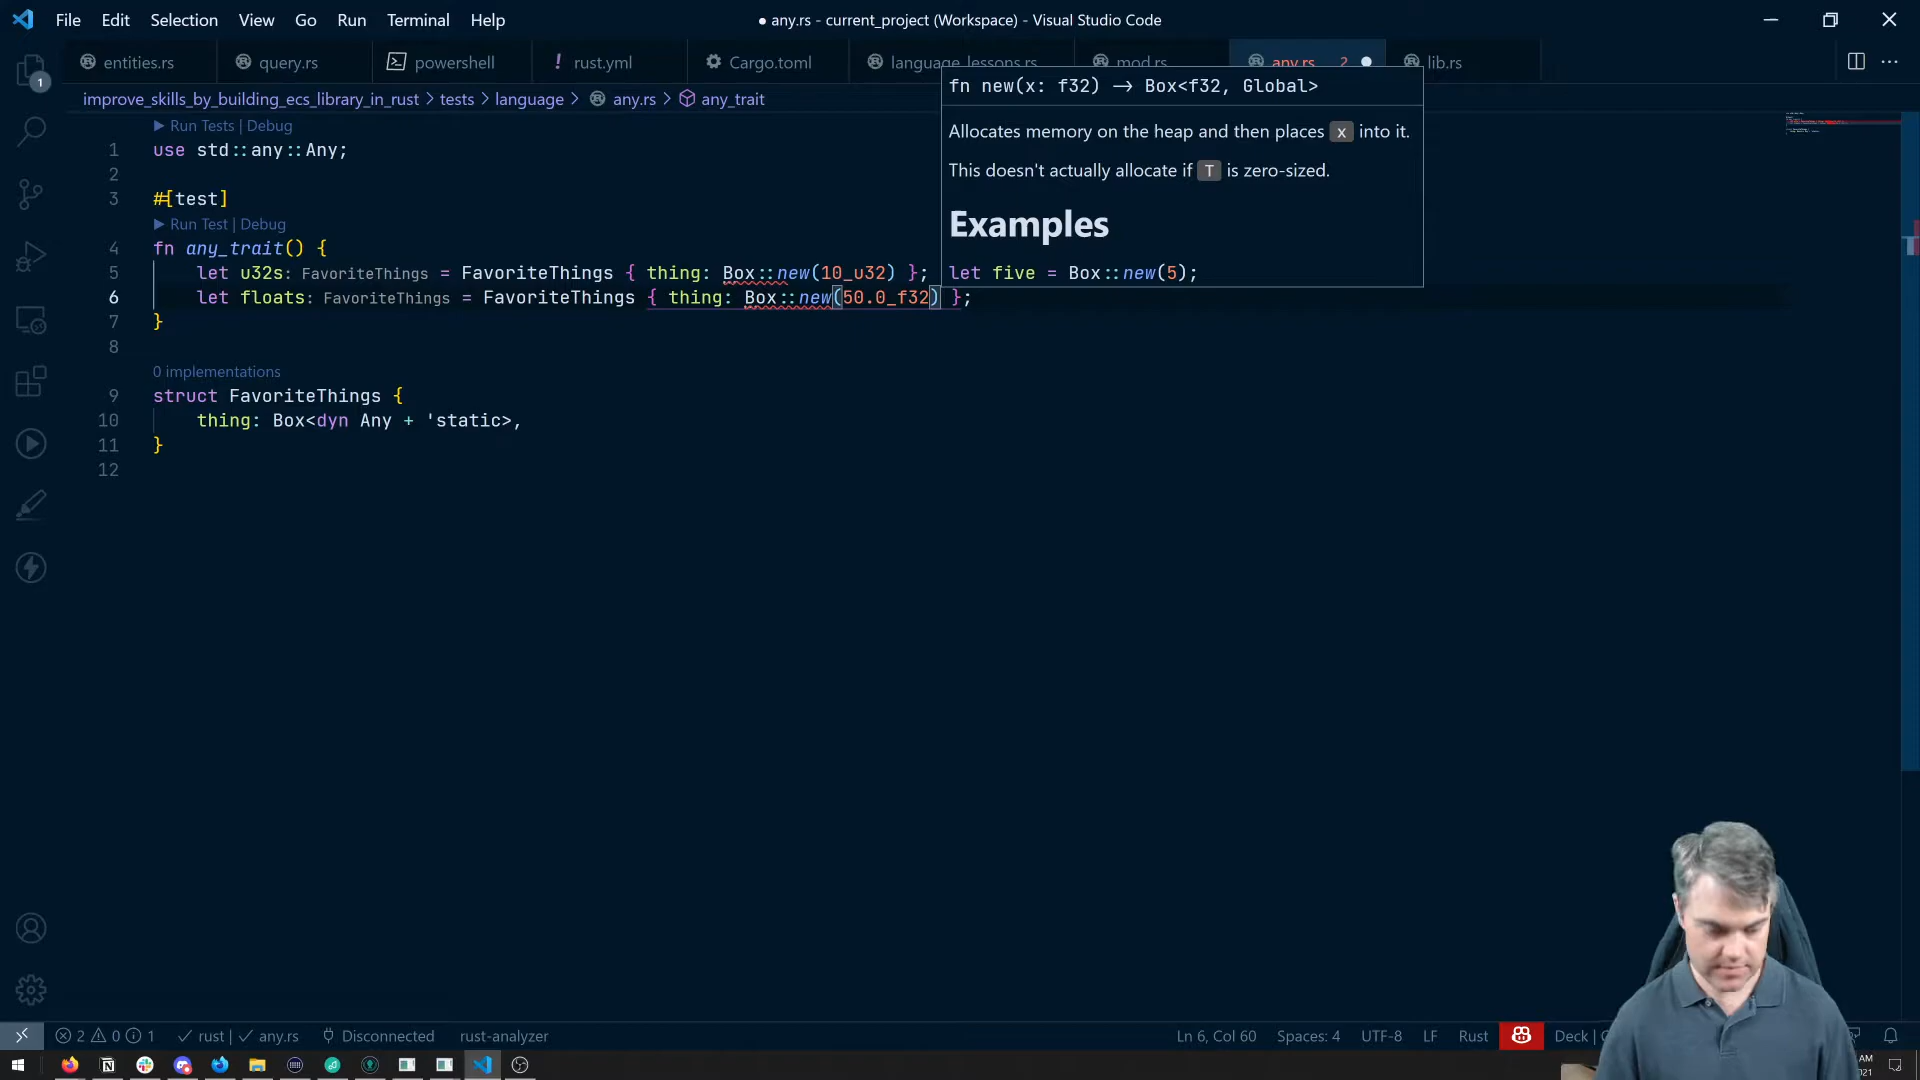 File Edit Selection View Go Run Terminal Help
● any.rs - current_project (Workspace) - Visual Studio Code
entities.rs query.rs powershell ! rust.yml Cargo.toml language_lessons.rs mod.rs any.rs 2 lib.rs
improve_skills_by_building_ecs_library_in_rust > tests > language > any.rs > any_trait
1
Run Tests | Debug
1 use std::any::Any;
2
3 #[test]
Run Test | Debug
4 fn any_trait() {
5 let u32s: FavoriteThings = FavoriteThings { thing: Box::new(10_u32) };
6 let floats: FavoriteThings = FavoriteThings { thing: Box::new(50.0_f32) };
7 }
8
0 implementations
9 struct FavoriteThings {
10 thing: Box<dyn Any + 'static>,
11 }
12
fn new(x: f32) -> Box<f32, Global>
Allocates memory on the heap and then places x into it.
This doesn't actually allocate if T is zero-sized.
Examples
let five = Box::new(5);
2 0 1 rust | any.rs Disconnected rust-analyzer
Ln 6, Col 60 Spaces: 4 UTF-8 LF Rust Deck |
AM